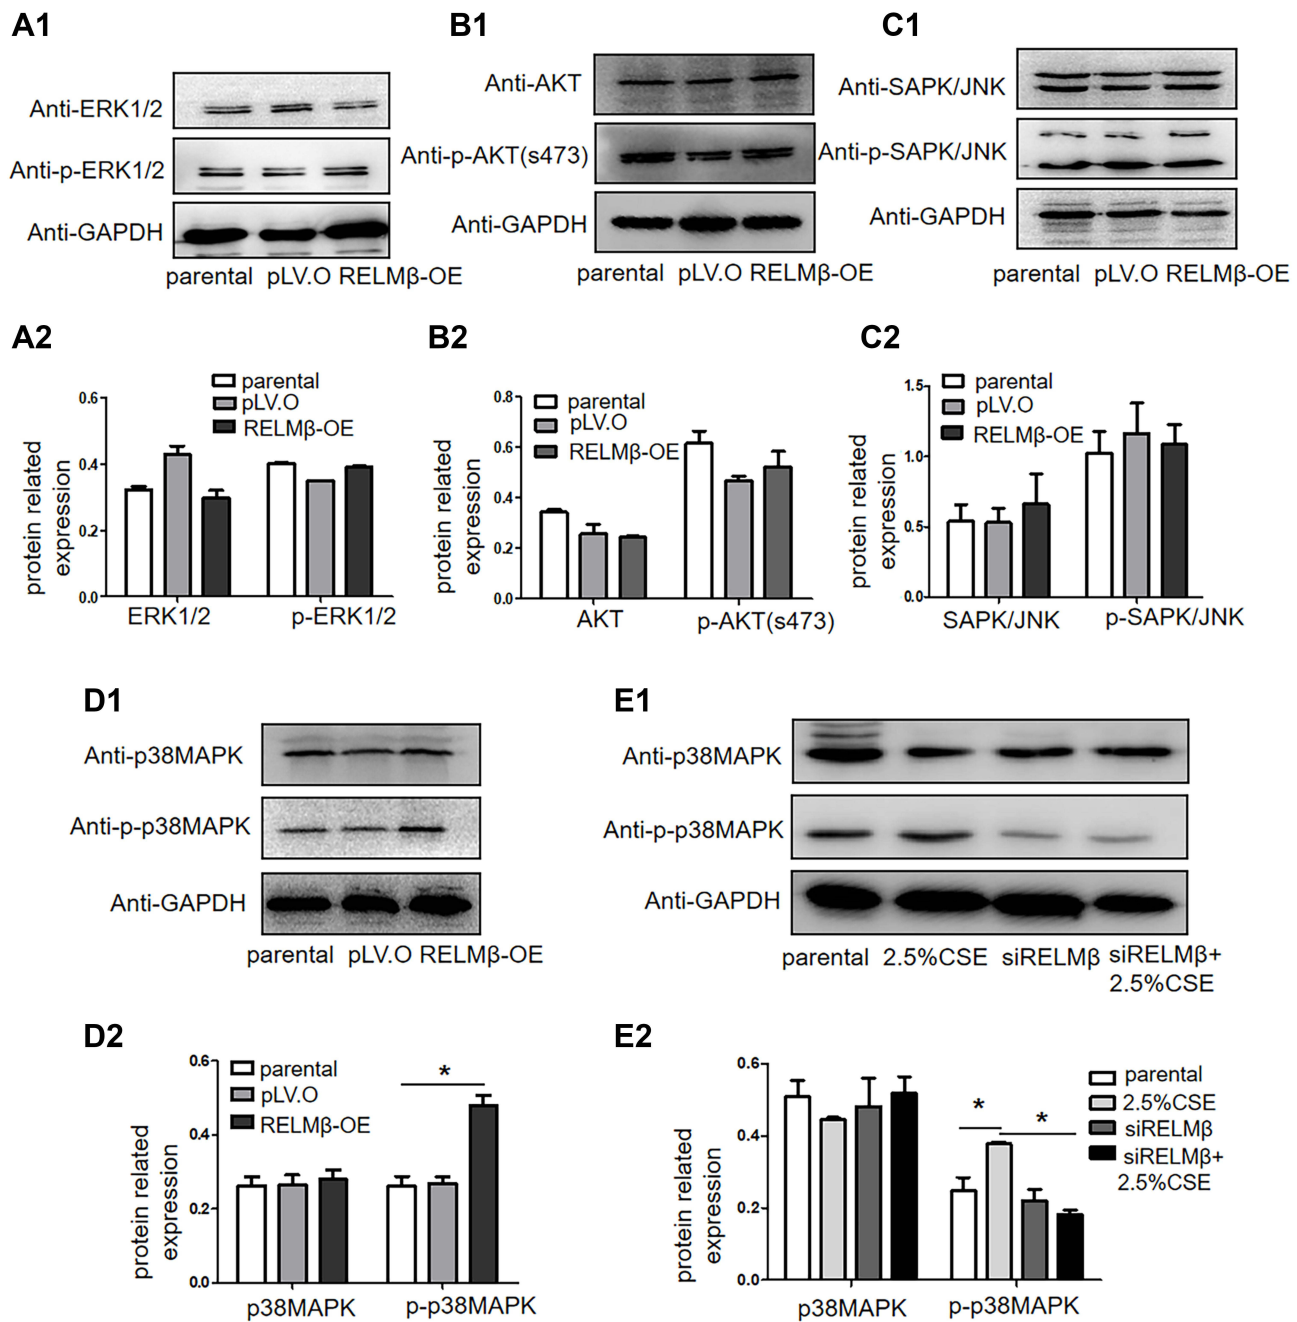 A1
Anti-ERK1/2
Anti-p-ERK1/2
Anti-GAPDH
parental pLV.O RELMβ-OE
B1
Anti-AKT
Anti-p-AKT(s473)
Anti-GAPDH
parental pLV.O RELMβ-OE
C1
Anti-SAPK/JNK
Anti-p-SAPK/JNK
Anti-GAPDH
parental pLV.O RELMβ-OE
A2
parental
pLV.O
RELMβ-OE
protein related
expression
0.6
0.4
0.2
0.0
ERK1/2 p-ERK1/2
B2
parental
pLV.O
RELMβ-OE
protein related
expression
0.8
0.6
0.4
0.2
0.0
AKT p-AKT(s473)
C2
parental
pLV.O
RELMβ-OE
protein related
expression
1.5
1.0
0.5
0.0
SAPK/JNK p-SAPK/JNK
D1
Anti-p38MAPK
Anti-p-p38MAPK
Anti-GAPDH
parental pLV.O RELMβ-OE
E1
Anti-p38MAPK
Anti-p-p38MAPK
Anti-GAPDH
parental 2.5%CSE siRELMβ siRELMβ+
2.5%CSE
D2
parental
pLV.O
RELMβ-OE
*
protein related
expression
0.6
0.4
0.2
0.0
p38MAPK p-p38MAPK
E2
parental
2.5%CSE
siRELMβ
siRELMβ+
2.5%CSE
* *
protein related
expression
0.6
0.4
0.2
0.0
p38MAPK p-p38MAPK